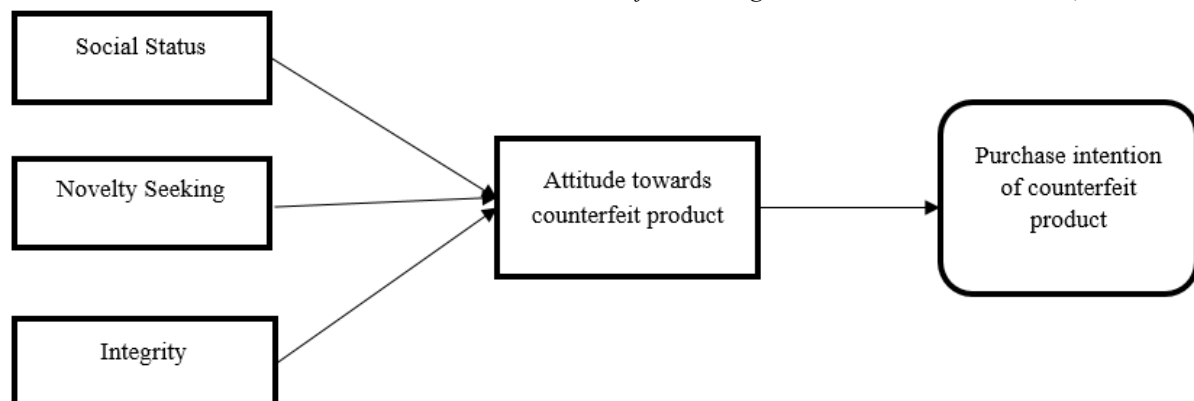 Social Status
Novelty Seeking
Integrity
Attitude towards
counterfeit product
Purchase intention
of counterfeit
product